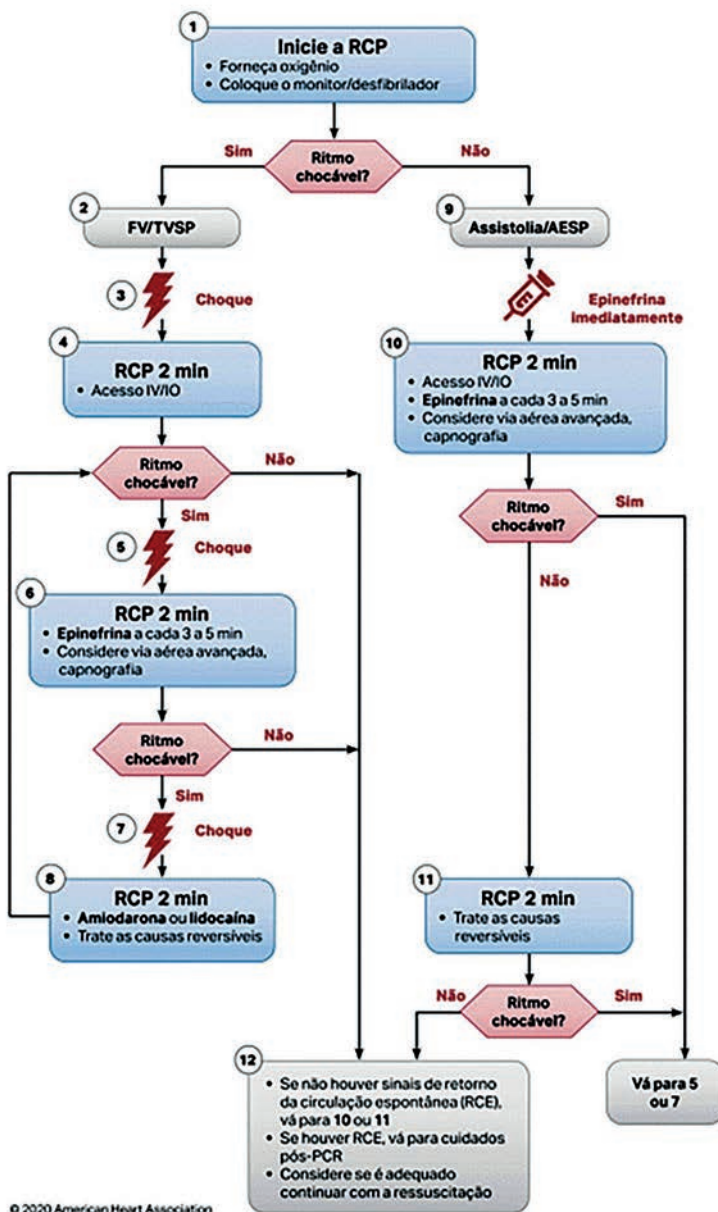 1
Inicie a RCP
• Forneça oxigênio
• Coloque o monitor/desfibrilador
Sim
Ritmo
chocável?
Não
2
FV/TVSP
3
Choque
4
RCP 2 min
• Acesso IV/IO
Ritmo
chocável?
Não
Sim
5
Choque
6
RCP 2 min
• Epinefrina a cada 3 a 5 min
• Considere via aérea avançada,
capnografia
Ritmo
chocável?
Não
Sim
7
Choque
8
RCP 2 min
• Amiodarona ou lidocaína
• Trate as causas reversíveis
9
Assistolia/AESP
Epinefrina
imediatamente
10
RCP 2 min
• Acesso IV/IO
• Epinefrina a cada 3 a 5 min
• Considere via aérea avançada,
capnografia
Ritmo
chocável?
Sim
Não
11
RCP 2 min
• Trate as causas
reversíveis
Não
Ritmo
chocável?
Sim
12
• Se não houver sinais de retorno
da circulação espontânea (RCE),
vá para 10 ou 11
• Se houver RCE, vá para cuidados
pós-PCR
• Considere se é adequado
continuar com a ressuscitação
Vá para 5
ou 7
© 2020 American Heart Association